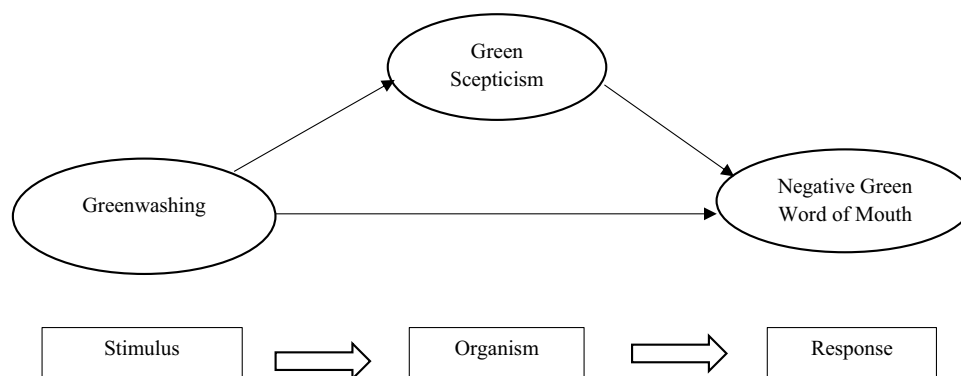 Green
Scepticism
Greenwashing
Negative Green
Word of Mouth
Stimulus
Organism
Response